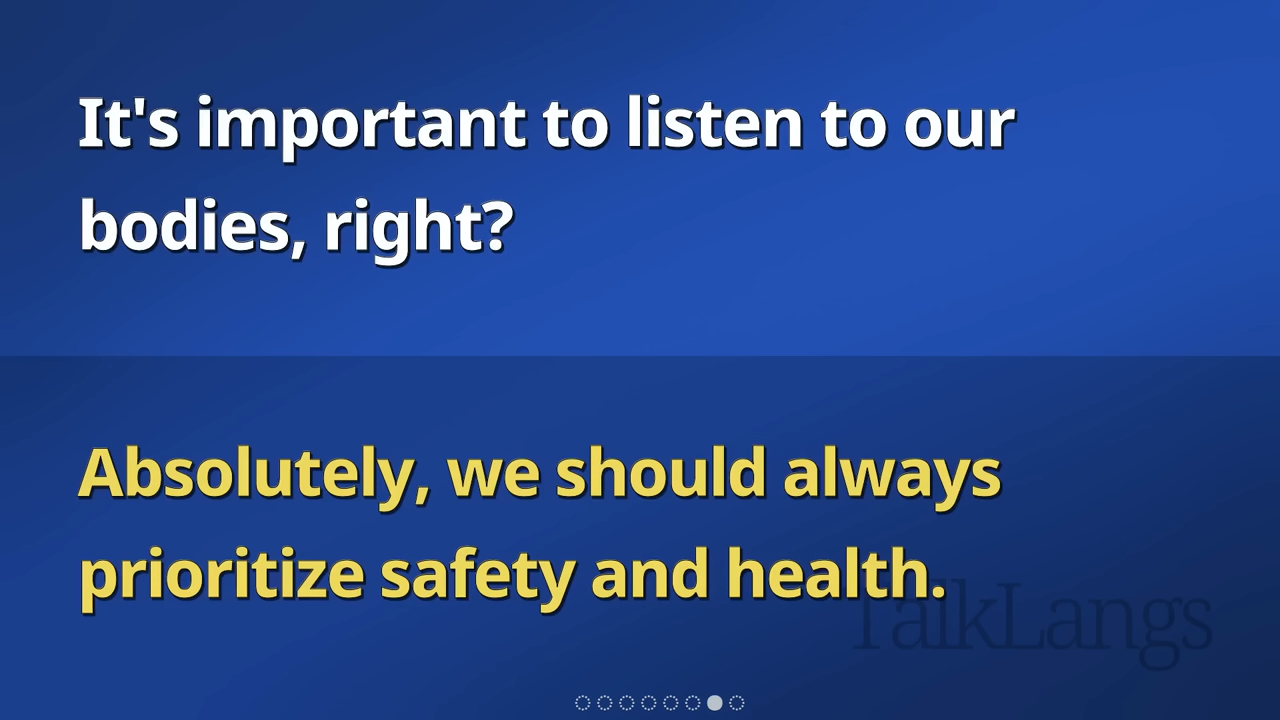 It's important to listen to our
bodies, right?
Absolutely, we should always
prioritize safety and health.
TalkLangs